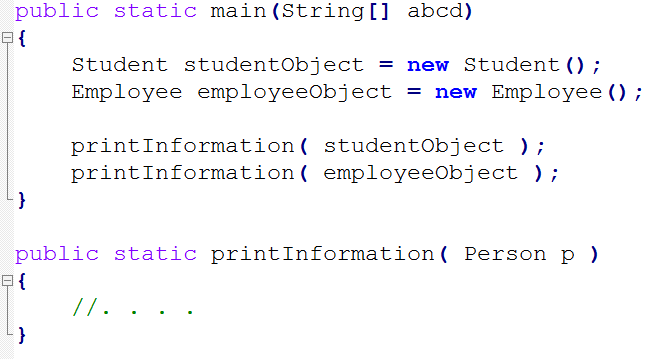 public static main(String[] abcd)
{
    Student studentObject = new Student();
    Employee employeeObject = new Employee();

    printInformation( studentObject );
    printInformation( employeeObject );
}

public static printInformation( Person p )
{
    //. . . .
}